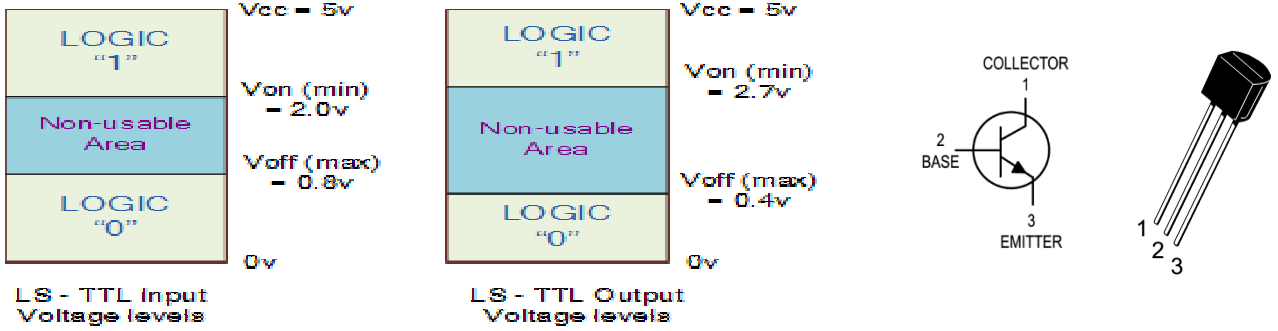 Vcc = 5v
LOGIC
“1”
Von (min)
= 2.0v
Non-usable
Area
Voff (max)
= 0.8v
LOGIC
“0”
0v
LS - TTL Input
Voltage levels
Vcc = 5v
LOGIC
“1”
Von (min)
= 2.7v
Non-usable
Area
Voff (max)
= 0.4v
LOGIC
“0”
0v
LS - TTL Output
Voltage levels
COLLECTOR
1
2
BASE
3
EMITTER
1
2
3